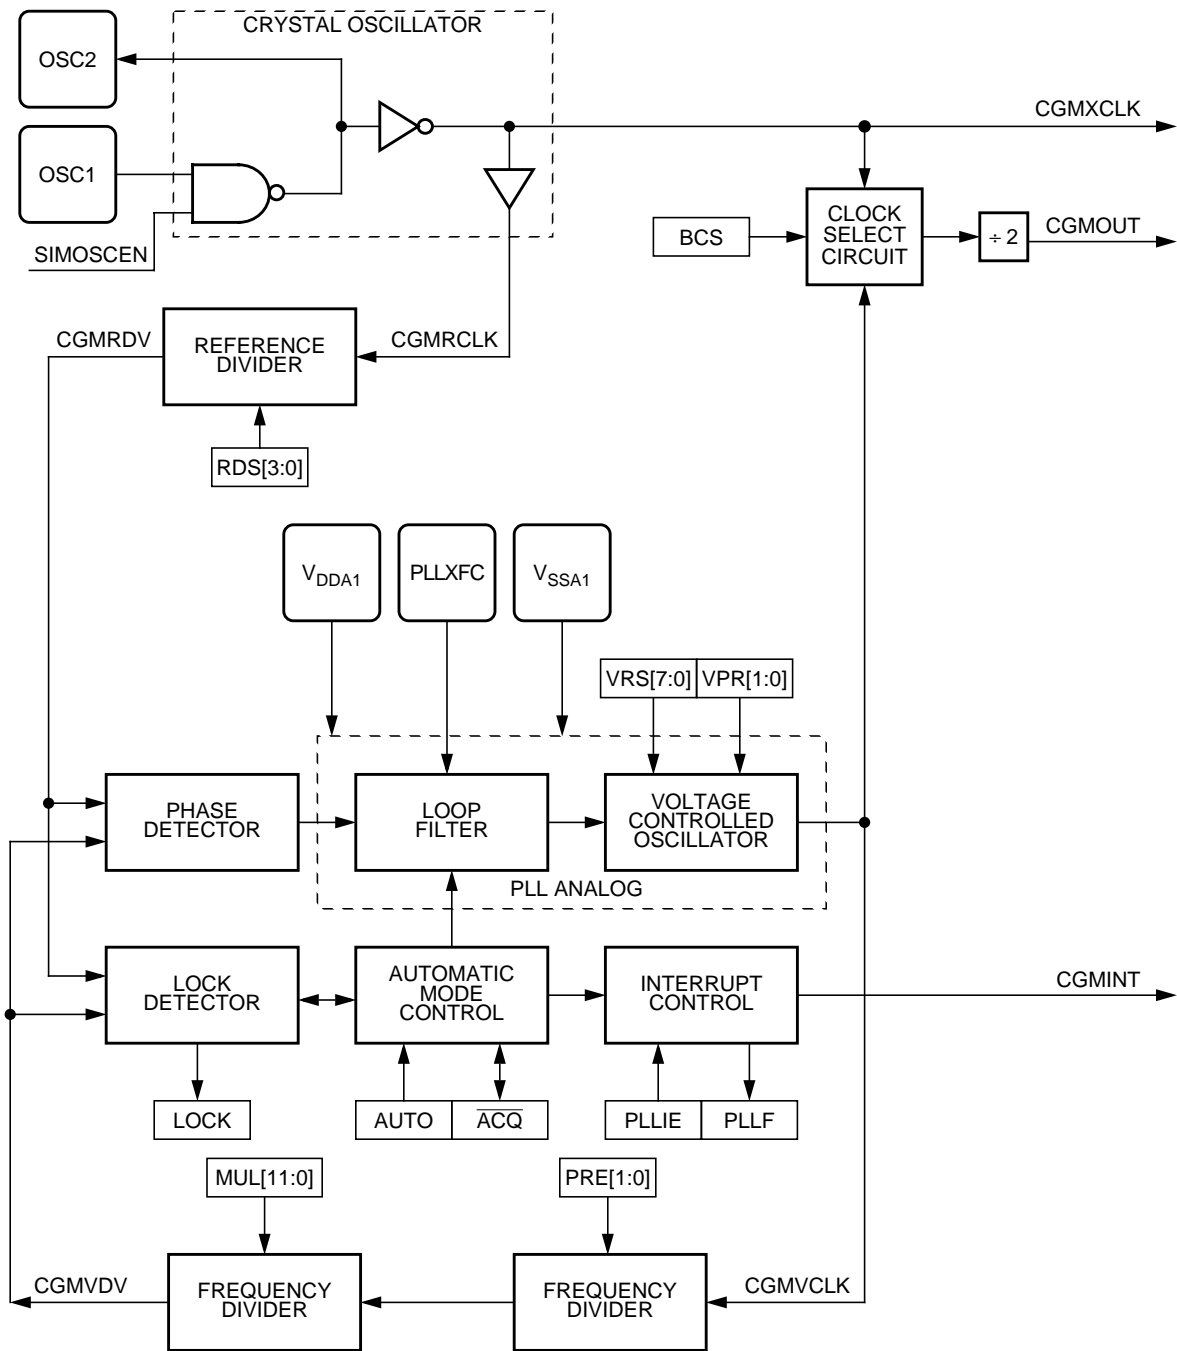 CRYSTAL OSCILLATOR
OSC2
CGMXCLK
OSC1
CLOCK
SELECT
CIRCUIT
BCS
÷ 2
CGMOUT
SIMOSCEN
CGMRDV
REFERENCE
DIVIDER
CGMRCLK
RDS[3:0]
VDDA1
PLLXFC
VSSA1
VRS[7:0]
VPR[1:0]
PHASE
DETECTOR
LOOP
FILTER
VOLTAGE
CONTROLLED
OSCILLATOR
PLL ANALOG
LOCK
DETECTOR
AUTOMATIC
MODE
CONTROL
INTERRUPT
CONTROL
CGMINT
LOCK
AUTO
A̅C̅Q̅
PLLIE
PLLF
MUL[11:0]
PRE[1:0]
CGMVDV
FREQUENCY
DIVIDER
FREQUENCY
DIVIDER
CGMVCLK